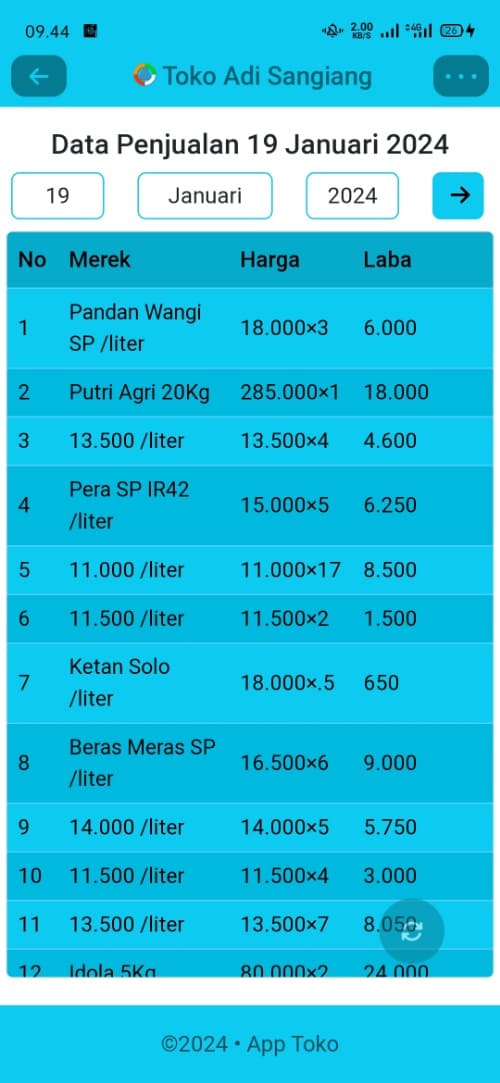 09.44 2.00 KB/S 4G 26
Toko Adi Sangiang
Data Penjualan 19 Januari 2024
19 Januari 2024
No Merek Harga Laba
1 Pandan Wangi SP /liter 18.000×3 6.000
2 Putri Agri 20Kg 285.000×1 18.000
3 13.500 /liter 13.500×4 4.600
4 Pera SP IR42 /liter 15.000×5 6.250
5 11.000 /liter 11.000×17 8.500
6 11.500 /liter 11.500×2 1.500
7 Ketan Solo /liter 18.000×.5 650
8 Beras Meras SP /liter 16.500×6 9.000
9 14.000 /liter 14.000×5 5.750
10 11.500 /liter 11.500×4 3.000
11 13.500 /liter 13.500×7 8.050
12 Idola 5Kg 80.000×2 24.000
©2024 • App Toko